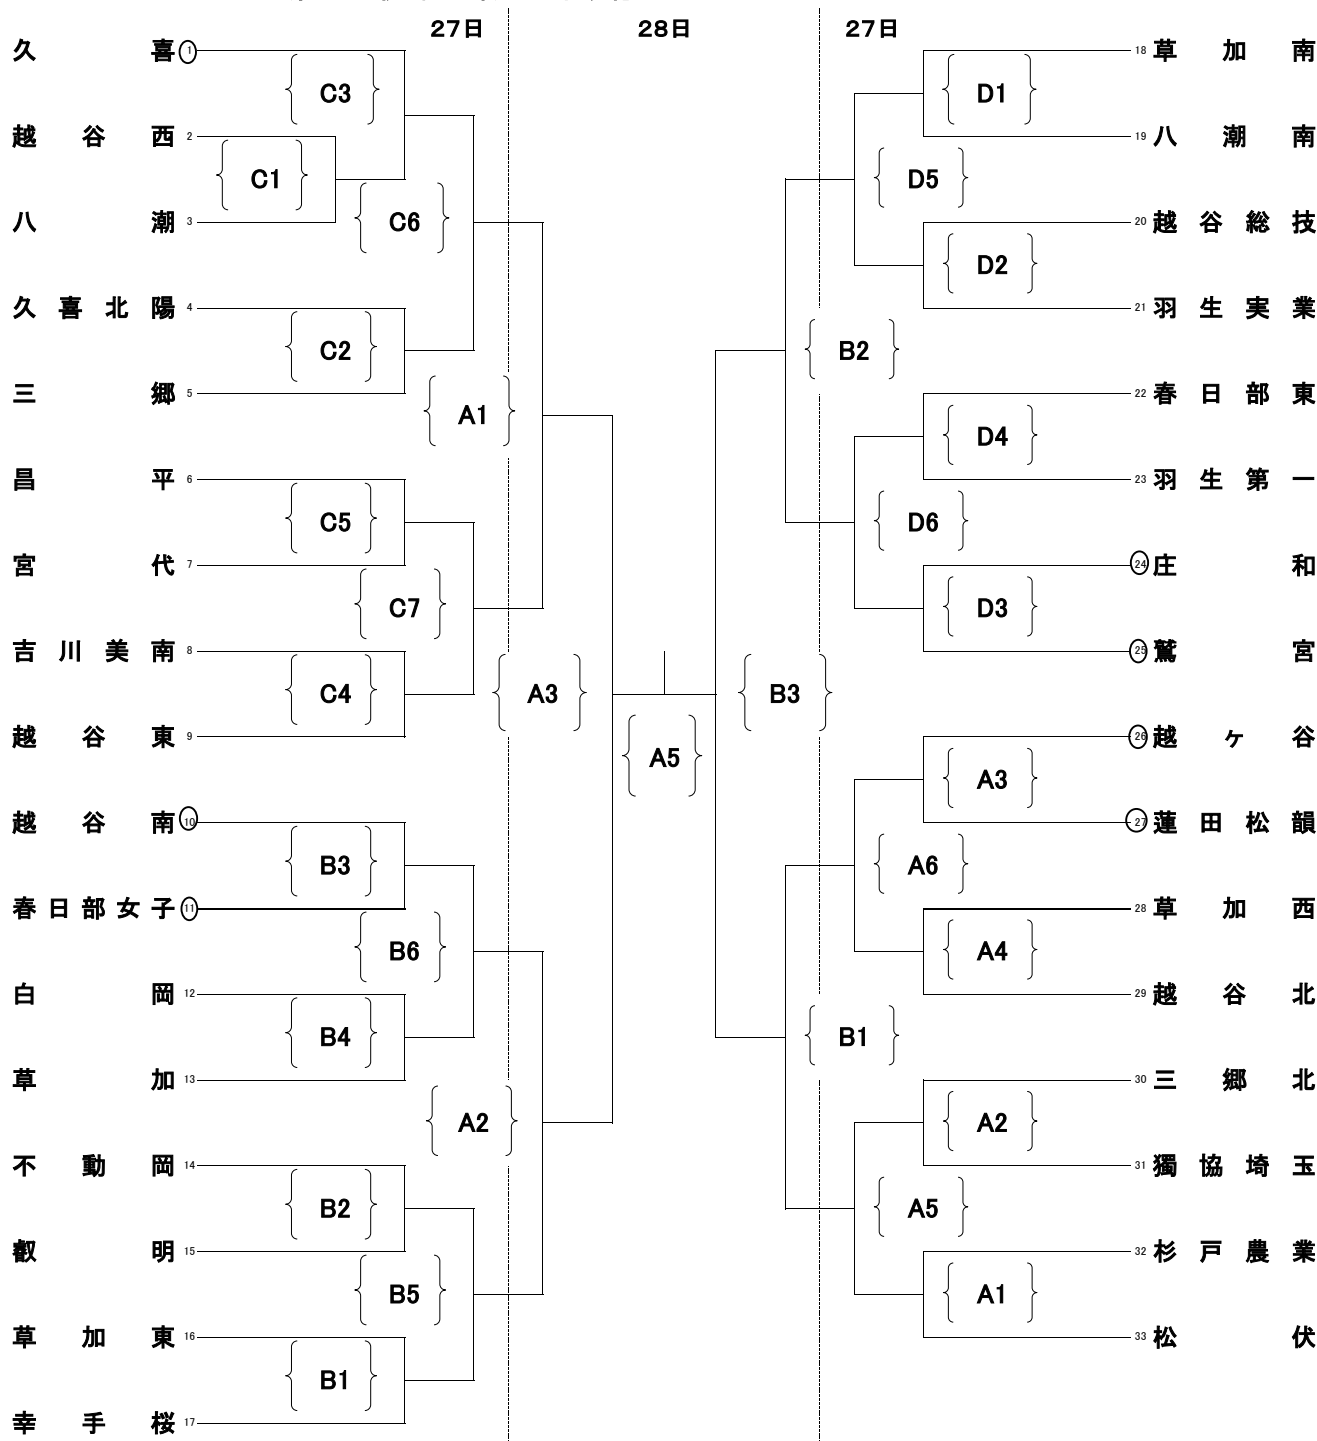 27日 28日 27日
久喜 ① 18 草加南
C3 D1
越谷西 2 19 八潮南
C1 D5
八潮 3 C6 20 越谷総技
D2
久喜北陽 4 21 羽生実業
C2 B2
三郷 5 22 春日部東
A1 D4
昌平 6 23 羽生第一
C5 D6
宮代 7 ㉔ 庄和
C7 D3
吉川美南 8 ㉕ 鷲宮
C4 A3 B3
越谷東 9 ㉖ 越ヶ谷
A5 A3
越谷南 ⑩ ㉗ 蓮田松韻
B3 A6
春日部女子 ⑪ 28 草加西
B6 A4
白岡 12 29 越谷北
B4 B1
草加 13 30 三郷北
A2 A2
不動岡 14 31 獨協埼玉
B2 A5
叡明 15 32 杉戸農業
B5 A1
草加東 16 33 松伏
B1
幸手桜 17